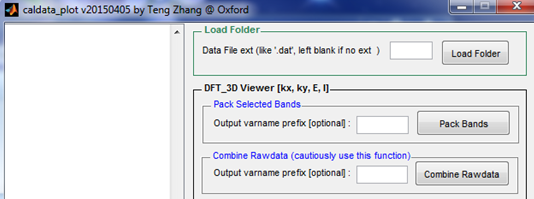 caldata_plot v20150405 by Teng Zhang @ Oxford
Load Folder
Data File ext (like '.dat', left blank if no ext )
Load Folder
DFT_3D Viewer [kx, ky, E, I]
Pack Selected Bands
Output varname prefix [optional] :
Pack Bands
Combine Rawdata (cautiously use this function)
Output varname prefix [optional] :
Combine Rawdata